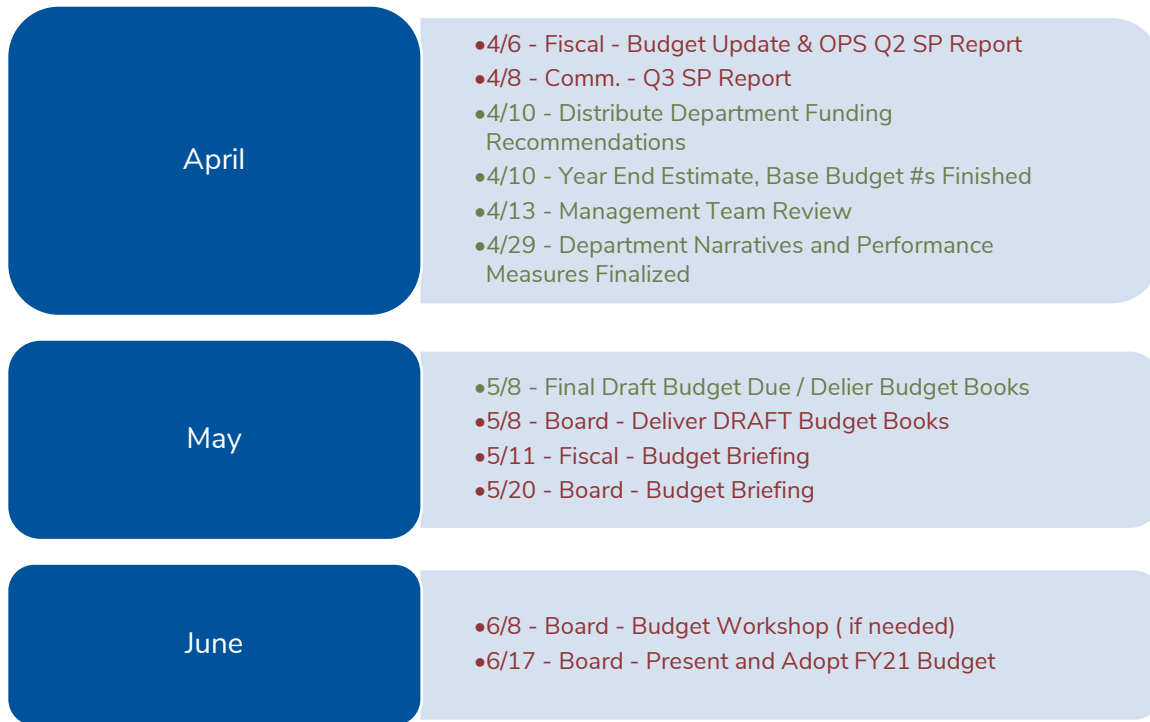 April
•4/6 - Fiscal - Budget Update & OPS Q2 SP Report
•4/8 - Comm. - Q3 SP Report
•4/10 - Distribute Department Funding
Recommendations
•4/10 - Year End Estimate, Base Budget #s Finished
•4/13 - Management Team Review
•4/29 - Department Narratives and Performance
Measures Finalized
May
•5/8 - Final Draft Budget Due / Delier Budget Books
•5/8 - Board - Deliver DRAFT Budget Books
•5/11 - Fiscal - Budget Briefing
•5/20 - Board - Budget Briefing
June
•6/8 - Board - Budget Workshop ( if needed)
•6/17 - Board - Present and Adopt FY21 Budget